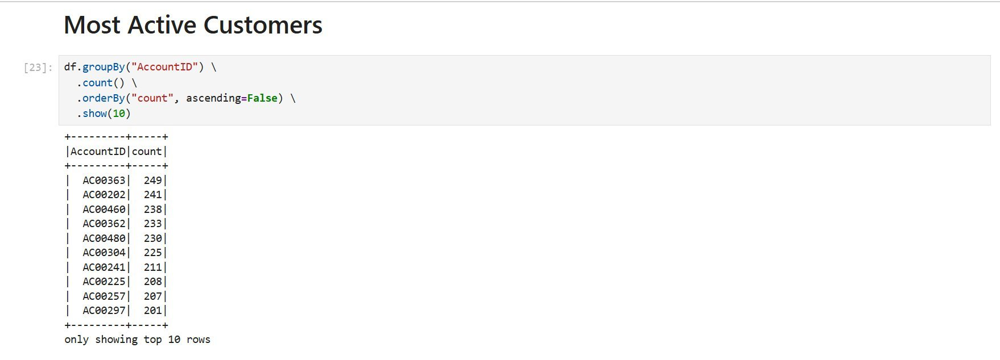 Most Active Customers
[23]: df.groupBy("AccountID") \
.count() \
.orderBy("count", ascending=False) \
.show(10)
+---------+-----+
|AccountID|count|
+---------+-----+
|  AC00363|  249|
|  AC00202|  241|
|  AC00460|  238|
|  AC00362|  233|
|  AC00480|  230|
|  AC00304|  225|
|  AC00241|  211|
|  AC00225|  208|
|  AC00257|  207|
|  AC00297|  201|
+---------+-----+
only showing top 10 rows